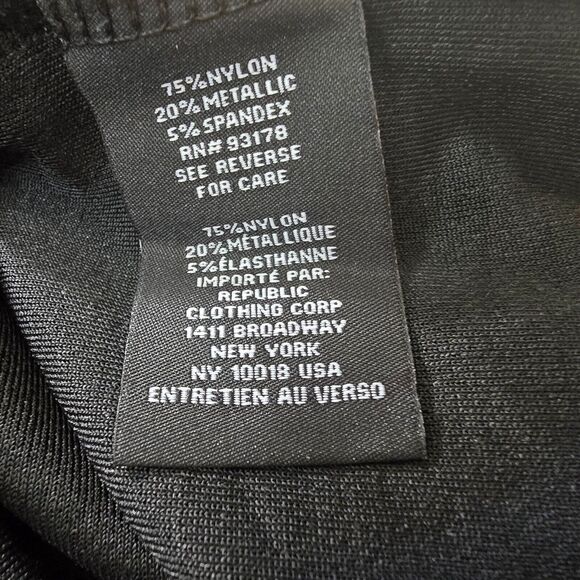 75%NYLON
20%METALLIC
5% SPANDEX
RN# 93178
SEE REVERSE
FOR CARE
75%NYLON
20%MÉTALLIQUE
5%ÉLASTHANNE
IMPORTÉ PAR:
REPUBLIC
CLOTHING CORP
1411 BROADWAY
NEW YORK
NY 10018 USA
ENTRETIEN AU VERSO